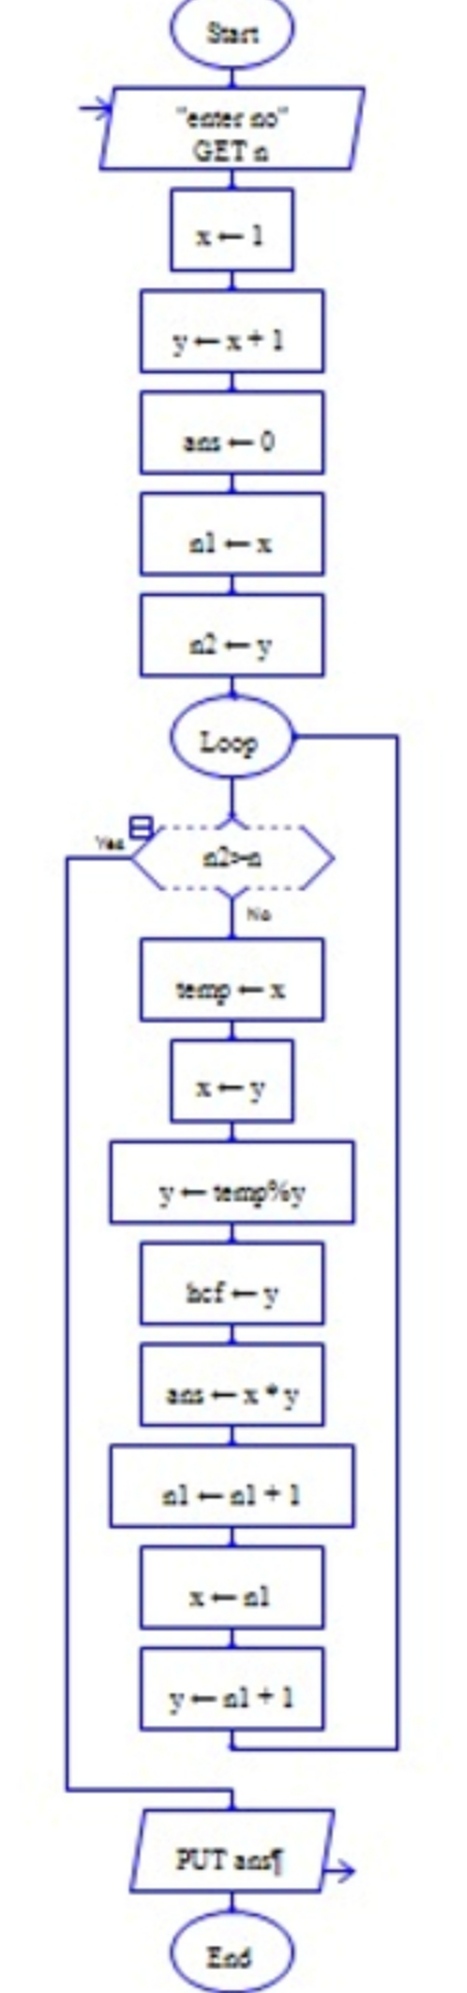 Start
"enter no"
GET n
x ← 1
y ← x + 1
ans ← 0
n1 ← x
n2 ← y
Loop
Yes
n2>=n
No
temp ← x
x ← y
y ← temp%y
hcf ← y
ans ← x * y
n1 ← n1 + 1
x ← n1
y ← n1 + 1
PUT ans¶
End